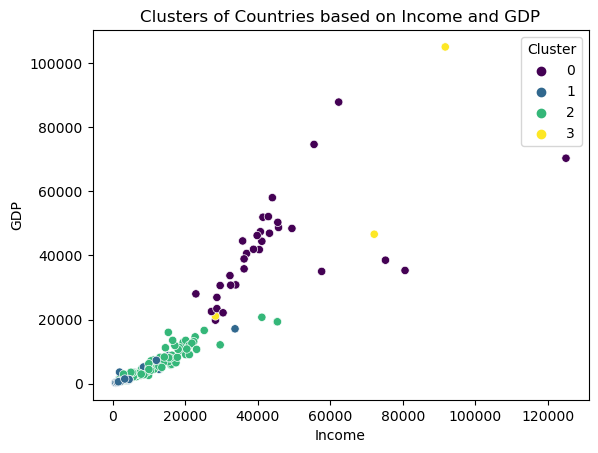 Clusters of Countries based on Income and GDP
Cluster
0
1
2
3
GDP
100000
80000
60000
40000
20000
0
0 20000 40000 60000 80000 100000 120000
Income